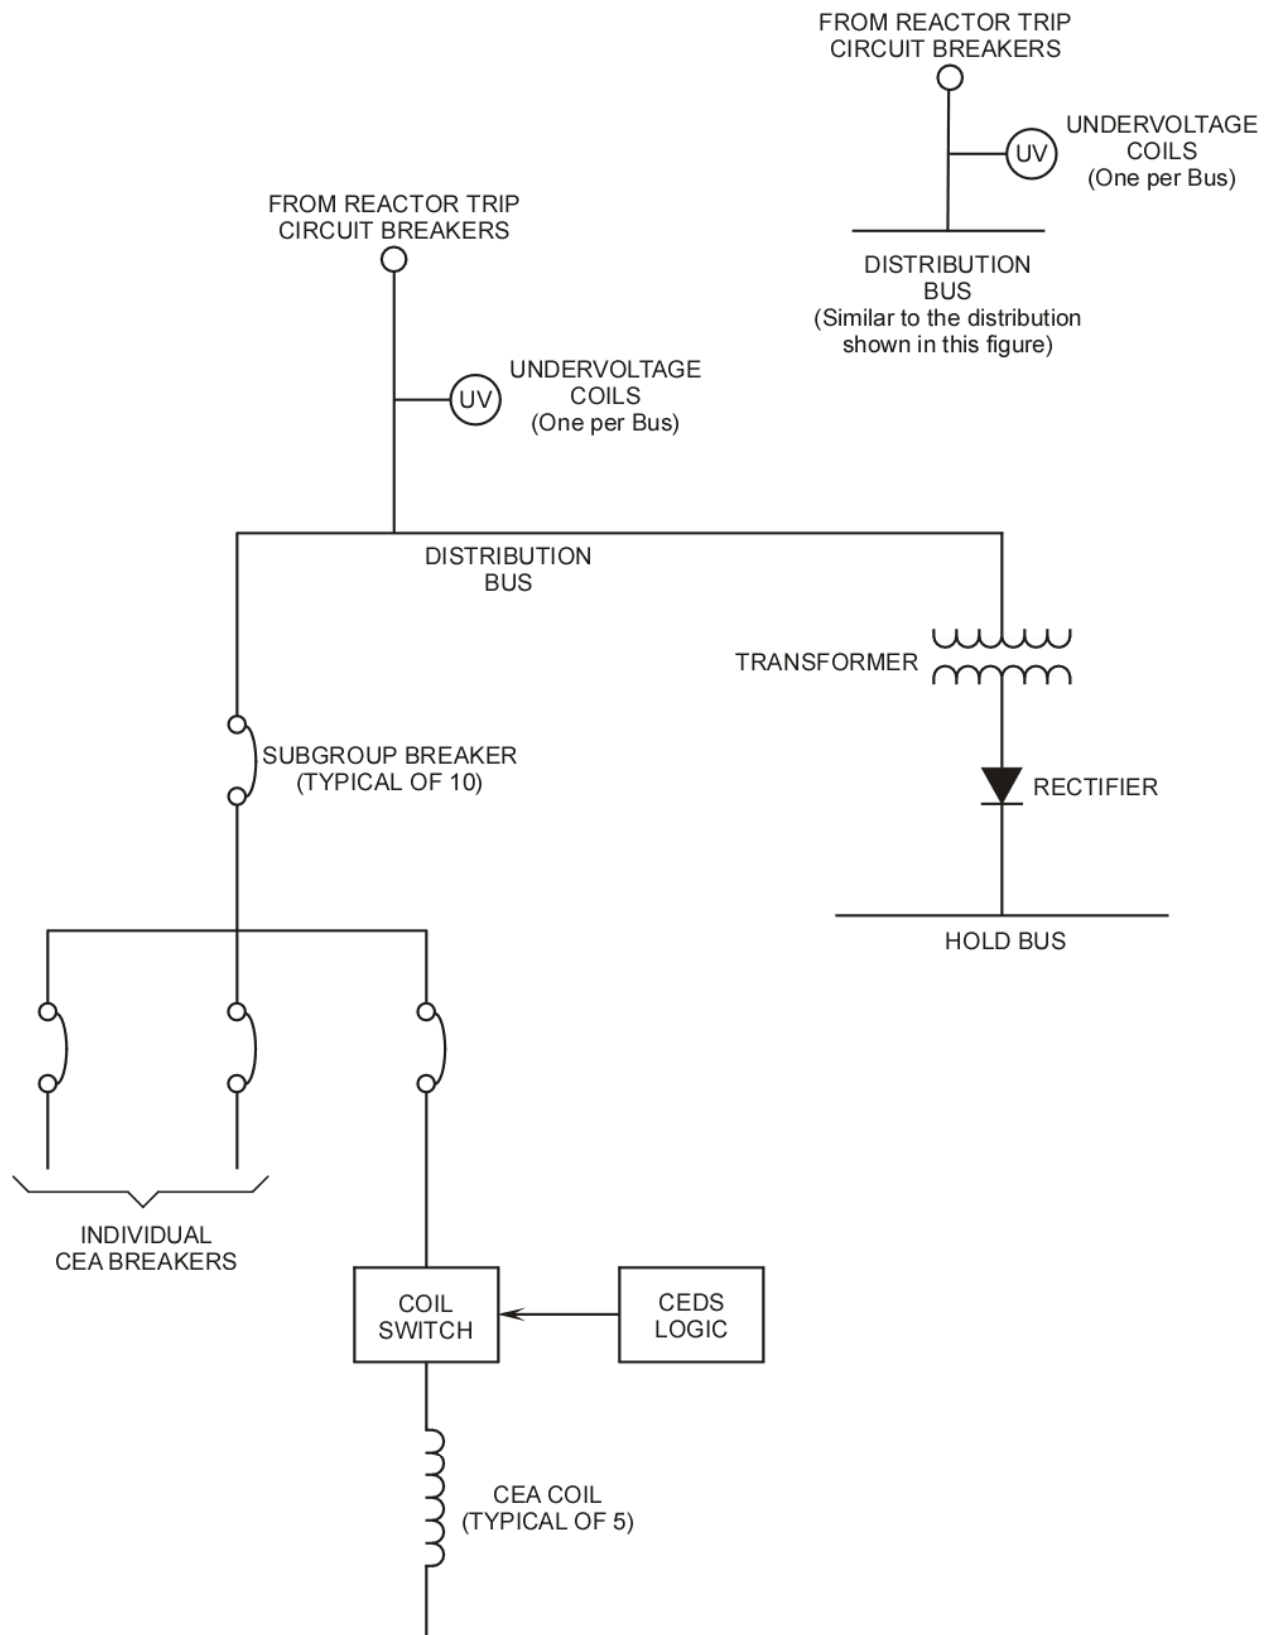 FROM REACTOR TRIP
CIRCUIT BREAKERS
UV
UNDERVOLTAGE
COILS
(One per Bus)
DISTRIBUTION
BUS
(Similar to the distribution
shown in this figure)
FROM REACTOR TRIP
CIRCUIT BREAKERS
UV
UNDERVOLTAGE
COILS
(One per Bus)
DISTRIBUTION
BUS
TRANSFORMER
SUBGROUP BREAKER
(TYPICAL OF 10)
RECTIFIER
HOLD BUS
INDIVIDUAL
CEA BREAKERS
COIL
SWITCH
CEDS
LOGIC
CEA COIL
(TYPICAL OF 5)